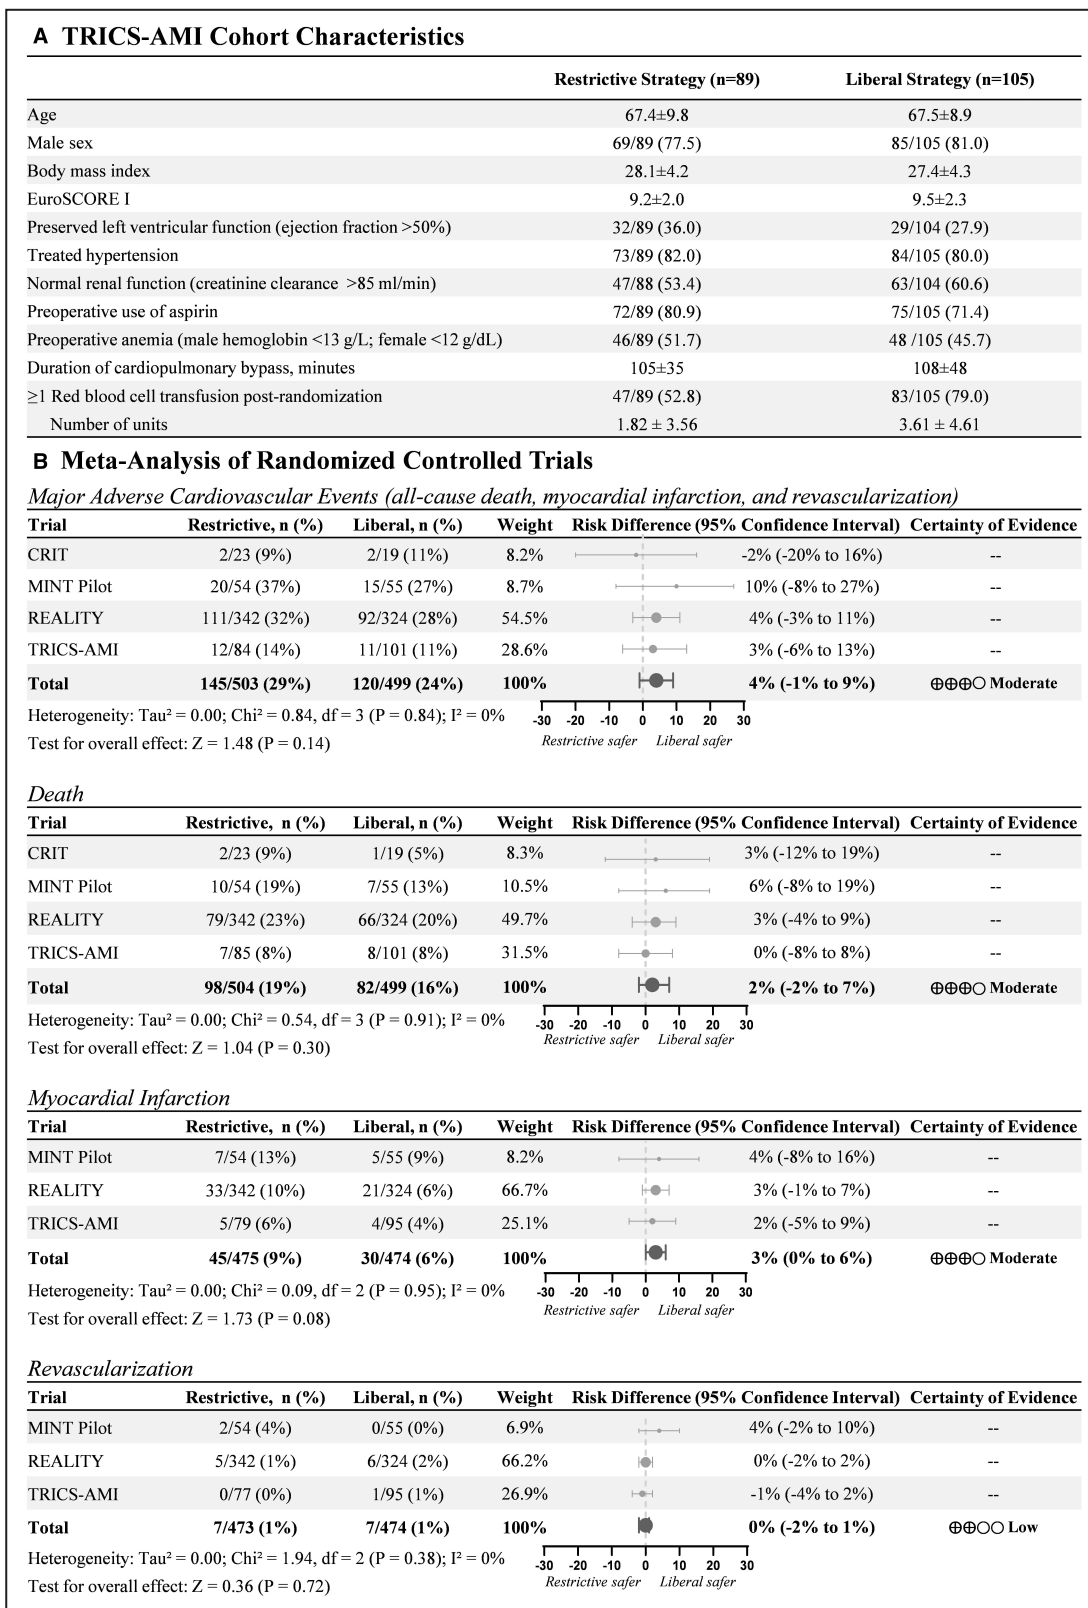 A TRICS-AMI Cohort Characteristics
Restrictive Strategy (n=89) Liberal Strategy (n=105)
Age 67.4±9.8 67.5±8.9
Male sex 69/89 (77.5) 85/105 (81.0)
Body mass index 28.1±4.2 27.4±4.3
EuroSCORE I 9.2±2.0 9.5±2.3
Preserved left ventricular function (ejection fraction >50%) 32/89 (36.0) 29/104 (27.9)
Treated hypertension 73/89 (82.0) 84/105 (80.0)
Normal renal function (creatinine clearance >85 ml/min) 47/88 (53.4) 63/104 (60.6)
Preoperative use of aspirin 72/89 (80.9) 75/105 (71.4)
Preoperative anemia (male hemoglobin <13 g/L; female <12 g/dL) 46/89 (51.7) 48 /105 (45.7)
Duration of cardiopulmonary bypass, minutes 105±35 108±48
≥1 Red blood cell transfusion post-randomization 47/89 (52.8) 83/105 (79.0)
Number of units 1.82 ± 3.56 3.61 ± 4.61
B Meta-Analysis of Randomized Controlled Trials
Major Adverse Cardiovascular Events (all-cause death, myocardial infarction, and revascularization)
Trial Restrictive, n (%) Liberal, n (%) Weight Risk Difference (95% Confidence Interval) Certainty of Evidence
CRIT 2/23 (9%) 2/19 (11%) 8.2% -2% (-20% to 16%) --
MINT Pilot 20/54 (37%) 15/55 (27%) 8.7% 10% (-8% to 27%) --
REALITY 111/342 (32%) 92/324 (28%) 54.5% 4% (-3% to 11%) --
TRICS-AMI 12/84 (14%) 11/101 (11%) 28.6% 3% (-6% to 13%) --
Total 145/503 (29%) 120/499 (24%) 100% 4% (-1% to 9%) ⊕⊕⊕○ Moderate
Heterogeneity: Tau² = 0.00; Chi² = 0.84, df = 3 (P = 0.84); I² = 0%
-30 -20 -10 0 10 20 30
Test for overall effect: Z = 1.48 (P = 0.14) Restrictive safer Liberal safer
Death
Trial Restrictive, n (%) Liberal, n (%) Weight Risk Difference (95% Confidence Interval) Certainty of Evidence
CRIT 2/23 (9%) 1/19 (5%) 8.3% 3% (-12% to 19%) --
MINT Pilot 10/54 (19%) 7/55 (13%) 10.5% 6% (-8% to 19%) --
REALITY 79/342 (23%) 66/324 (20%) 49.7% 3% (-4% to 9%) --
TRICS-AMI 7/85 (8%) 8/101 (8%) 31.5% 0% (-8% to 8%) --
Total 98/504 (19%) 82/499 (16%) 100% 2% (-2% to 7%) ⊕⊕⊕○ Moderate
Heterogeneity: Tau² = 0.00; Chi² = 0.54, df = 3 (P = 0.91); I² = 0%
-30 -20 -10 0 10 20 30
Restrictive safer Liberal safer
Test for overall effect: Z = 1.04 (P = 0.30)
Myocardial Infarction
Trial Restrictive, n (%) Liberal, n (%) Weight Risk Difference (95% Confidence Interval) Certainty of Evidence
MINT Pilot 7/54 (13%) 5/55 (9%) 8.2% 4% (-8% to 16%) --
REALITY 33/342 (10%) 21/324 (6%) 66.7% 3% (-1% to 7%) --
TRICS-AMI 5/79 (6%) 4/95 (4%) 25.1% 2% (-5% to 9%) --
Total 45/475 (9%) 30/474 (6%) 100% 3% (0% to 6%) ⊕⊕⊕○ Moderate
Heterogeneity: Tau² = 0.00; Chi² = 0.09, df = 2 (P = 0.95); I² = 0%
-30 -20 -10 0 10 20 30
Restrictive safer Liberal safer
Test for overall effect: Z = 1.73 (P = 0.08)
Revascularization
Trial Restrictive, n (%) Liberal, n (%) Weight Risk Difference (95% Confidence Interval) Certainty of Evidence
MINT Pilot 2/54 (4%) 0/55 (0%) 6.9% 4% (-2% to 10%) --
REALITY 5/342 (1%) 6/324 (2%) 66.2% 0% (-2% to 2%) --
TRICS-AMI 0/77 (0%) 1/95 (1%) 26.9% -1% (-4% to 2%) --
Total 7/473 (1%) 7/474 (1%) 100% 0% (-2% to 1%) ⊕⊕○○ Low
Heterogeneity: Tau² = 0.00; Chi² = 1.94, df = 2 (P = 0.38); I² = 0%
-30 -20 -10 0 10 20 30
Restrictive safer Liberal safer
Test for overall effect: Z = 0.36 (P = 0.72)